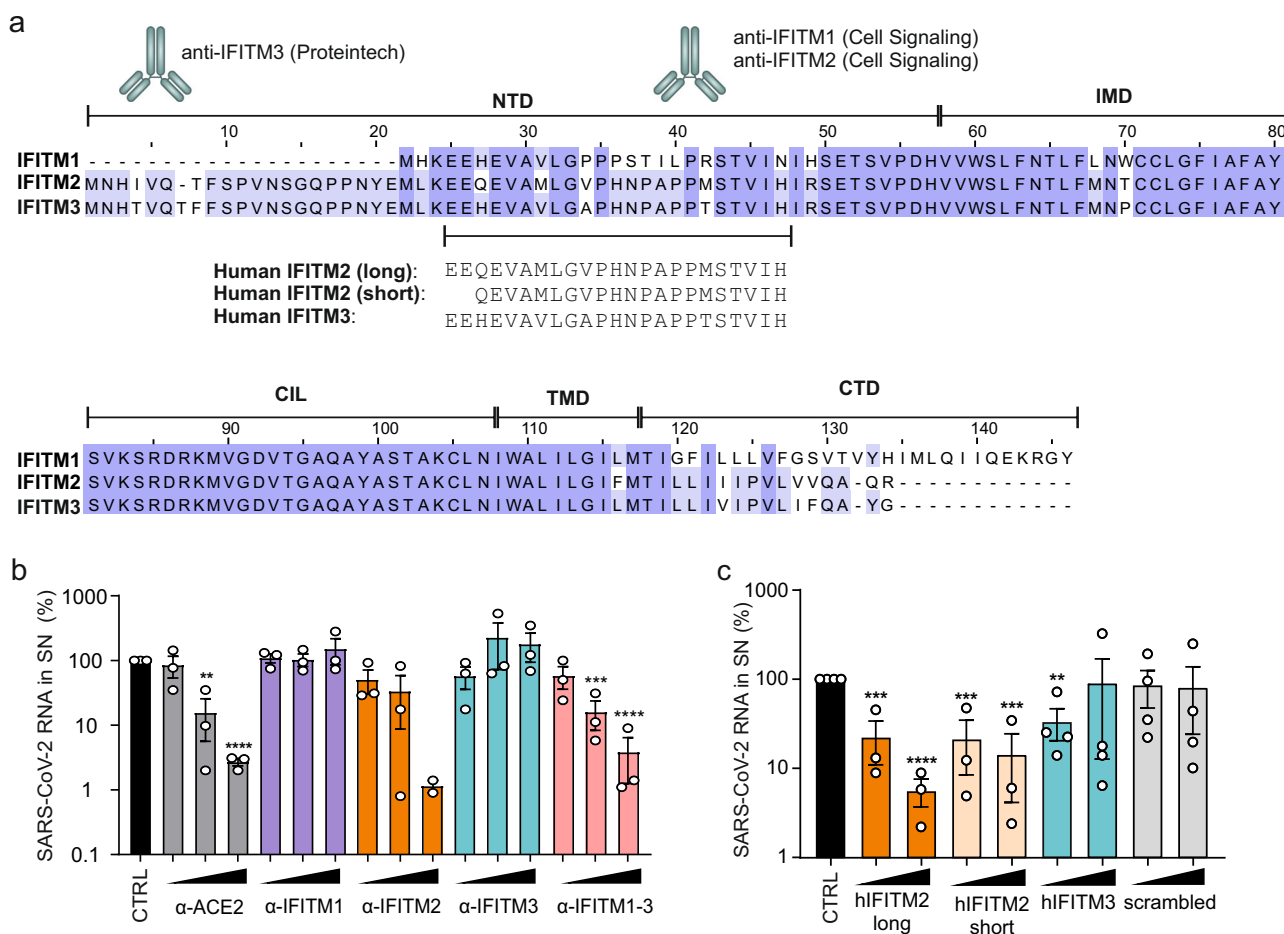 a
anti-IFITM3 (Proteintech)
anti-IFITM1 (Cell Signaling)
anti-IFITM2 (Cell Signaling)
NTD IMD
10 20 30 40 50 60 70 80
IFITM1 ---------------------MHKEEHEVAVLGPPPSTILPRSTVINIHSETSVPDHVVWSLFNTLFLNWCCLGFIAFAY
IFITM2 MNHIVQ-TFSPVNSGQPPNYEMLKEEQEVAMLGVPHNPAPPMSTVIHIRSETSVPDHVVWSLFNTLFMNTCCLGFIAFAY
IFITM3 MNHTVQTFFSPVNSGQPPNYEMLKEEHEVAVLGAPHNPAPPTSTVIHIRSETSVPDHVVWSLFNTLFMNPCCLGFIAFAY
Human IFITM2 (long): EEQEVAMLGVPHNPAPPMSTVIH
Human IFITM2 (short): QEVAMLGVPHNPAPPMSTVIH
Human IFITM3: EEHEVAVLGAPHNPAPPTSTVIH
CIL TMD CTD
90 100 110 120 130 140
IFITM1 SVKSRDRKMVGDVTGAQAYASTAKCLNIWALILGILMTIGFILLLVFGSVTVYHIMLQIIQEKRGY
IFITM2 SVKSRDRKMVGDVTGAQAYASTAKCLNIWALILGIFMTILLIIIPVLVVQA-QR------------
IFITM3 SVKSRDRKMVGDVTGAQAYASTAKCLNIWALILGILMTILLIVIPVLIFQA-YG------------
b
SARS-CoV-2 RNA in SN (%)
1000
100
10
1
0.1
** **** *** ****
CTRL α-ACE2 α-IFITM1 α-IFITM2 α-IFITM3 α-IFITM1-3
c
SARS-CoV-2 RNA in SN (%)
1000
100
10
1
*** **** *** *** **
CTRL hIFITM2 long hIFITM2 short hIFITM3 scrambled